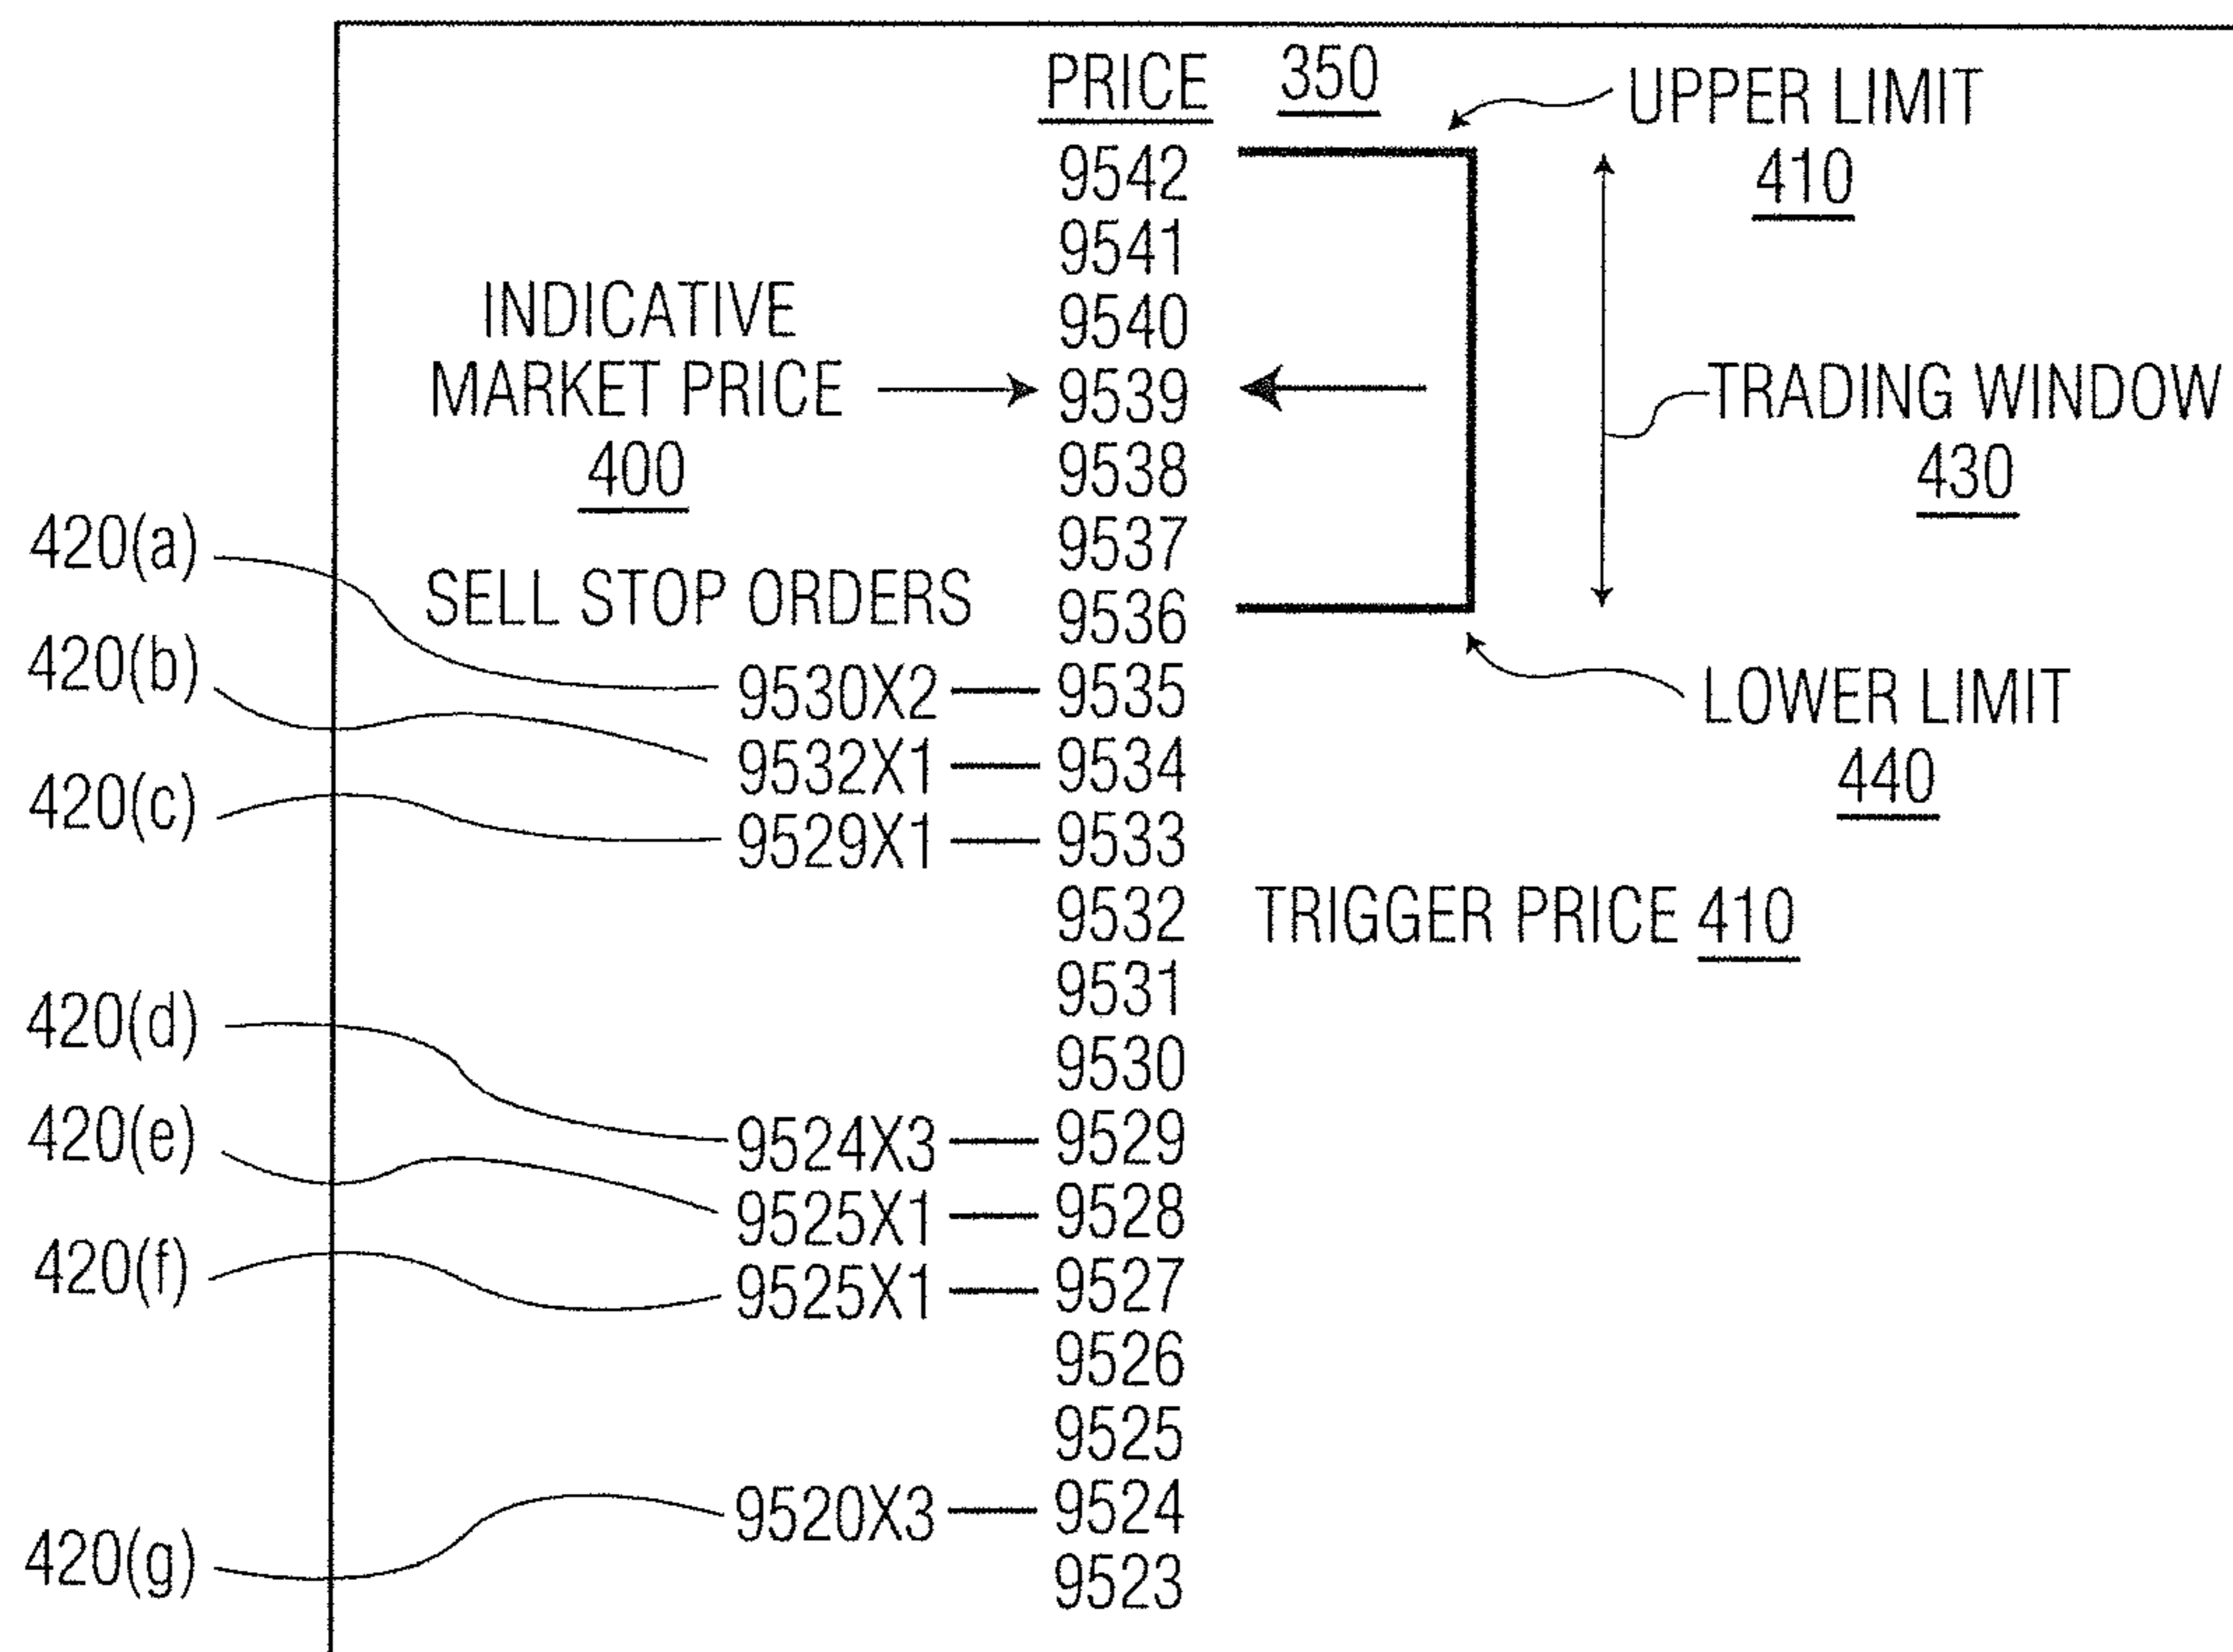 PRICE 350
UPPER LIMIT
410
9542
9541
9540
INDICATIVE
MARKET PRICE
400
9539
TRADING WINDOW
430
9538
9537
SELL STOP ORDERS
9536
LOWER LIMIT
440
420(a) 9530X2 9535
420(b) 9532X1 9534
420(c) 9529X1 9533
9532 TRIGGER PRICE 410
9531
9530
420(d) 9524X3 9529
420(e) 9525X1 9528
420(f) 9525X1 9527
9526
9525
420(g) 9520X3 9524
9523